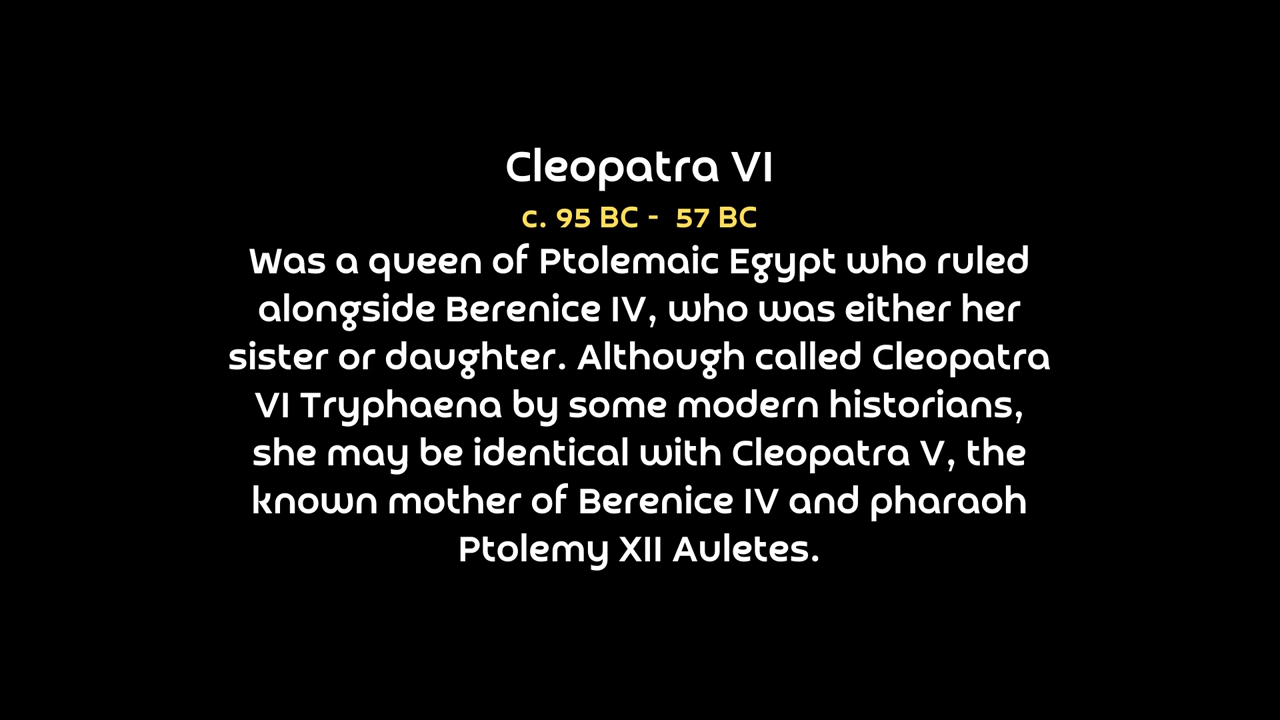 Cleopatra VI
c. 95 BC -  57 BC
Was a queen of Ptolemaic Egypt who ruled
alongside Berenice IV, who was either her
sister or daughter. Although called Cleopatra
VI Tryphaena by some modern historians,
she may be identical with Cleopatra V, the
known mother of Berenice IV and pharaoh
Ptolemy XII Auletes.